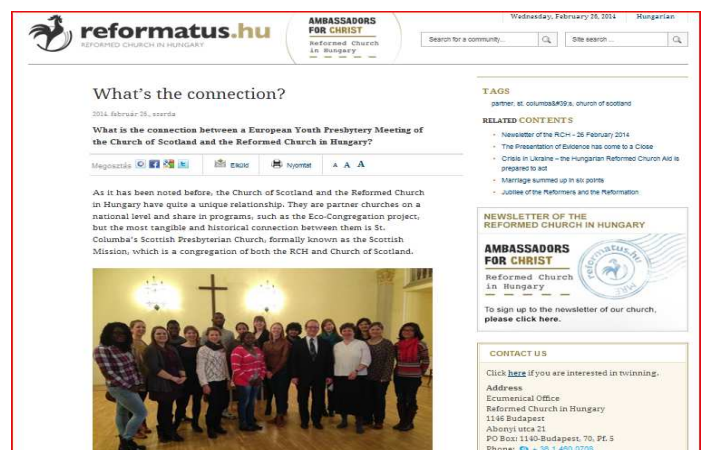 Wednesday, February 26, 2014 Hungarian
reformatus.hu
REFORMED CHURCH IN HUNGARY
AMBASSADORS
FOR CHRIST
Reformed Church
in Hungary
Search for a community...
Site search ...
What's the connection?
2014. február 26., szerda
What is the connection between a European Youth Presbytery Meeting of
the Church of Scotland and the Reformed Church in Hungary?
Megosztás
Elküld
Nyomtat
A A A
As it has been noted before, the Church of Scotland and the Reformed Church
in Hungary have quite a unique relationship. They are partner churches on a
national level and share in programs, such as the Eco-Congregation project,
but the most tangible and historical connection between them is St.
Columba's Scottish Presbyterian Church, formally known as the Scottish
Mission, which is a congregation of both the RCH and Church of Scotland.
TAGS
partner, st. columba&#39;s, church of scotland
RELATED CONTENTS
Newsletter of the RCH – 26 February 2014
The Presentation of Evidence has come to a Close
Crisis in Ukraine – the Hungarian Reformed Church Aid is
prepared to act
Marriage summed up in six points
Jubilee of the Reformers and the Reformation
NEWSLETTER OF THE
REFORMED CHURCH IN HUNGARY
AMBASSADORS
FOR CHRIST
Reformed Church
in Hungary
reformatus.hu
To sign up to the newsletter of our church,
please click here.
CONTACT US
Click here if you are interested in twinning.
Address
Ecumenical Office
Reformed Church in Hungary
1146 Budapest
Abonyi utca 21
PO Box: 1140-Budapest, 70, Pf. 5
Phone: + 36 1 460 0708